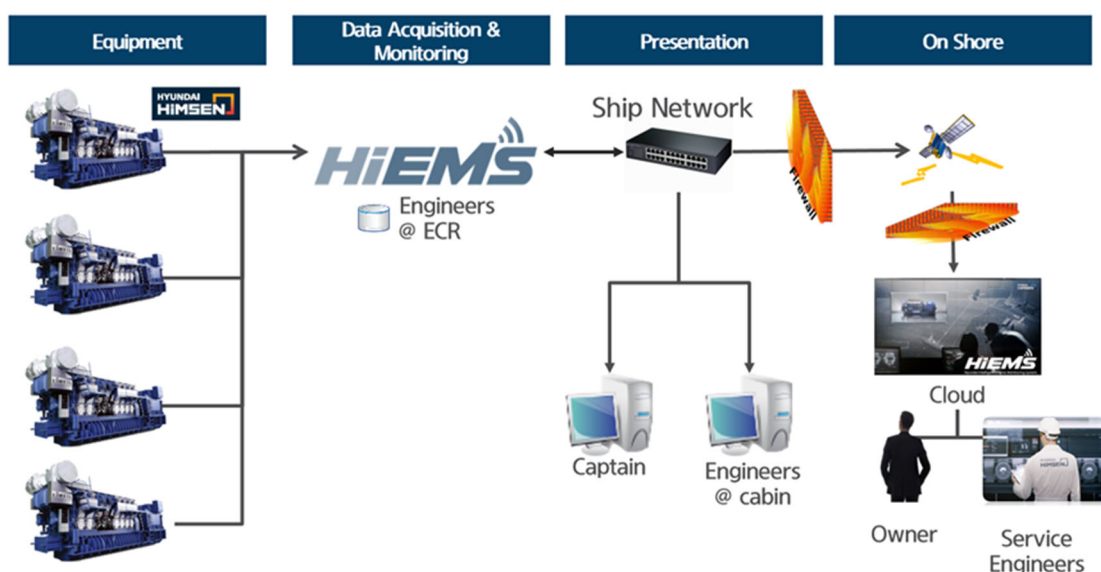 Equipment
Data Acquisition &
Monitoring
Presentation
On Shore
HYUNDAI
HiMSEN
HiEMS
Engineers
@ ECR
Ship Network
Firewall
Firewall
Captain
Engineers
@ cabin
HiEMS
Cloud
HiMSEN
Owner
Service
Engineers